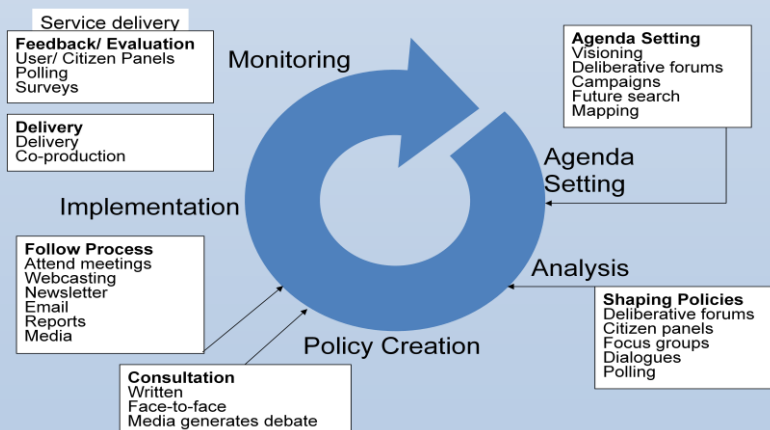 Service delivery
Feedback/ Evaluation
User/ Citizen Panels
Polling
Surveys
Delivery
Delivery
Co-production
Monitoring
Agenda Setting
Visioning
Deliberative forums
Campaigns
Future search
Mapping
Agenda
Setting
Implementation
Follow Process
Attend meetings
Webcasting
Newsletter
Email
Reports
Media
Analysis
Shaping Policies
Deliberative forums
Citizen panels
Focus groups
Dialogues
Polling
Policy Creation
Consultation
Written
Face-to-face
Media generates debate